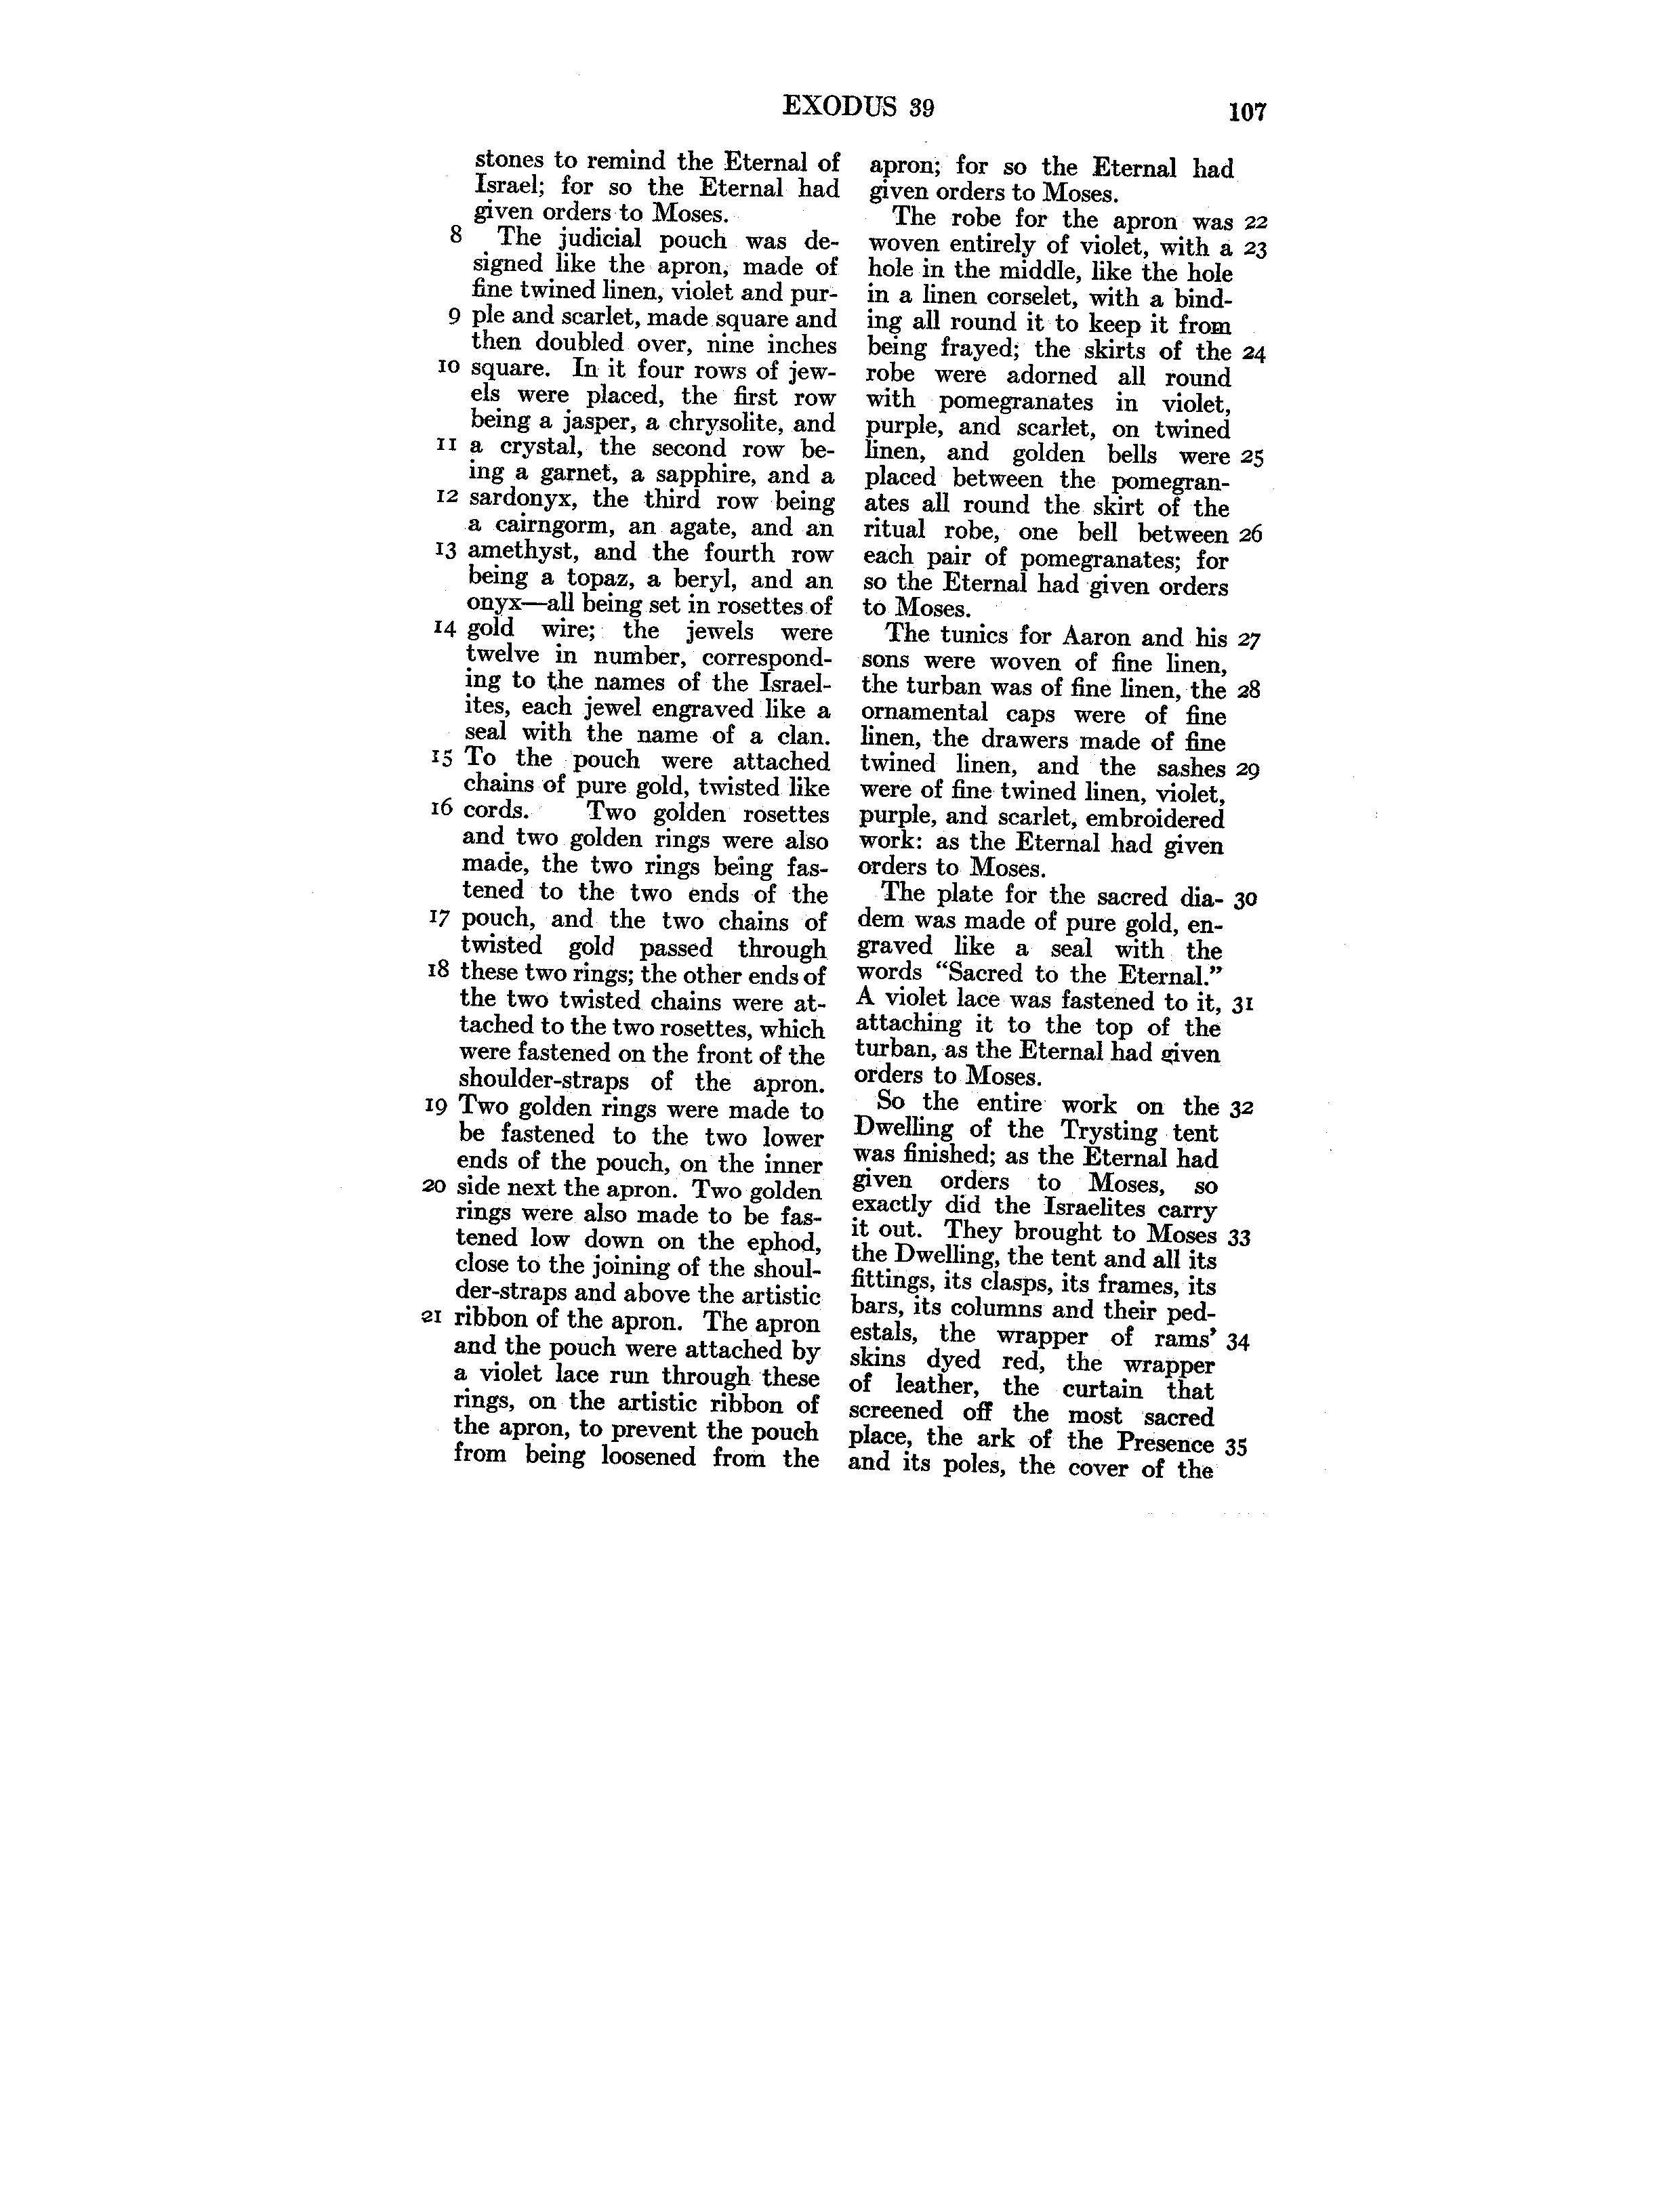 EXODUS 39 107
stones to remind the Eternal of
Israel; for so the Eternal had
given orders to Moses.
8 The judicial pouch was de-
signed like the apron, made of
fine twined linen, violet and pur-
9 ple and scarlet, made square and
then doubled over, nine inches
10 square. In it four rows of jew-
els were placed, the first row
being a jasper, a chrysolite, and
11 a crystal, the second row be-
ing a garnet, a sapphire, and a
12 sardonyx, the third row being
a cairngorm, an agate, and an
13 amethyst, and the fourth row
being a topaz, a beryl, and an
onyx—all being set in rosettes of
14 gold wire; the jewels were
twelve in number, correspond-
ing to the names of the Israel-
ites, each jewel engraved like a
seal with the name of a clan.
15 To the pouch were attached
chains of pure gold, twisted like
16 cords. Two golden rosettes
and two golden rings were also
made, the two rings being fas-
tened to the two ends of the
17 pouch, and the two chains of
twisted gold passed through
18 these two rings; the other ends of
the two twisted chains were at-
tached to the two rosettes, which
were fastened on the front of the
shoulder-straps of the apron.
19 Two golden rings were made to
be fastened to the two lower
ends of the pouch, on the inner
20 side next the apron. Two golden
rings were also made to be fas-
tened low down on the ephod,
close to the joining of the shoul-
der-straps and above the artistic
21 ribbon of the apron. The apron
and the pouch were attached by
a violet lace run through these
rings, on the artistic ribbon of
the apron, to prevent the pouch
from being loosened from the
apron; for so the Eternal had
given orders to Moses.
The robe for the apron was 22
woven entirely of violet, with a 23
hole in the middle, like the hole
in a linen corselet, with a bind-
ing all round it to keep it from
being frayed; the skirts of the 24
robe were adorned all round
with pomegranates in violet,
purple, and scarlet, on twined
linen, and golden bells were 25
placed between the pomegran-
ates all round the skirt of the
ritual robe, one bell between 26
each pair of pomegranates; for
so the Eternal had given orders
to Moses.
The tunics for Aaron and his 27
sons were woven of fine linen,
the turban was of fine linen, the 28
ornamental caps were of fine
linen, the drawers made of fine
twined linen, and the sashes 29
were of fine twined linen, violet,
purple, and scarlet, embroidered
work: as the Eternal had given
orders to Moses.
The plate for the sacred dia- 30
dem was made of pure gold, en-
graved like a seal with the
words “Sacred to the Eternal.”
A violet lace was fastened to it, 31
attaching it to the top of the
turban, as the Eternal had given
orders to Moses.
So the entire work on the 32
Dwelling of the Trysting tent
was finished; as the Eternal had
given orders to Moses, so
exactly did the Israelites carry
it out. They brought to Moses 33
the Dwelling, the tent and all its
fittings, its clasps, its frames, its
bars, its columns and their ped-
estals, the wrapper of rams’ 34
skins dyed red, the wrapper
of leather, the curtain that
screened off the most sacred
place, the ark of the Presence 35
and its poles, the cover of the